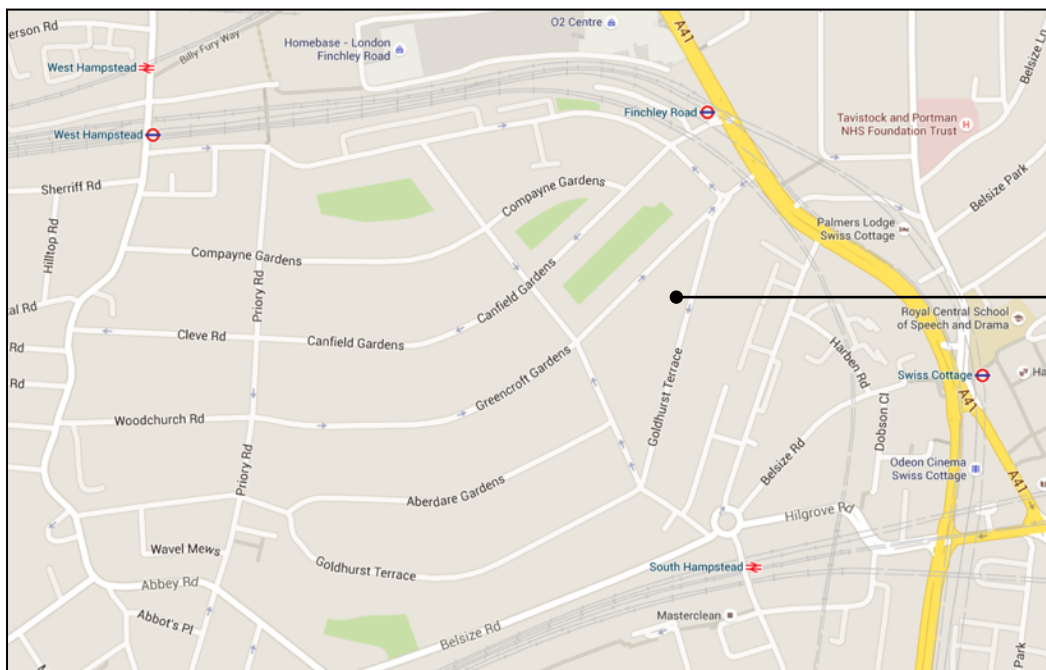 erson Rd
O2 Centre
A41
Billy Fury Way
Homebase - London
Finchley Road
West Hampstead
Belsize Ln
Finchley Road
Tavistock and Portman
NHS Foundation Trust
H
West Hampstead
Sherriff Rd
Compayne Gardens
Belsize Park
Hilltop Rd
Palmers Lodge
Swiss Cottage
Compayne Gardens
Priory Rd
Canfield Gardens
al Rd
Royal Central School
of Speech and Drama
Cleve Rd
Canfield Gardens
Rd
Harben Rd
Goldhurst Terrace
Greencroft Gardens
Swiss Cottage
Ha
Rd
A41
Woodchurch Rd
Dobson Cl
Belsize Rd
Priory Rd
Odeon Cinema
Swiss Cottage
A41
Aberdare Gardens
Hilgrove Rd
Wavel Mews
Goldhurst Terrace
South Hampstead
Abbey Rd
Abbot's Pl
Masterclean
Belsize Rd
Park